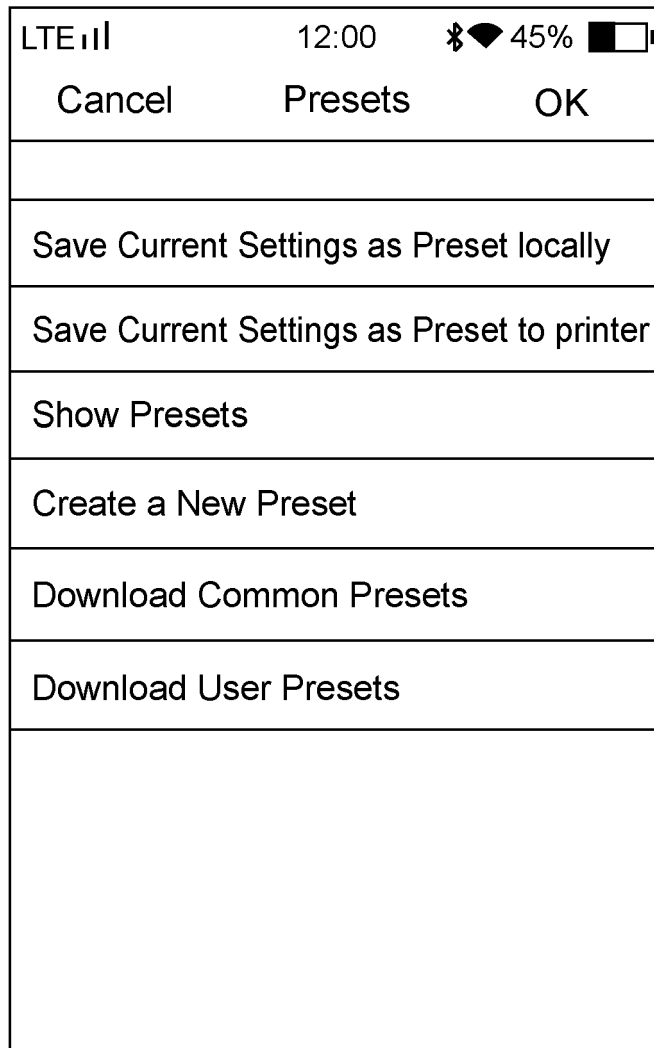 LTE 12:00 45%
Cancel Presets OK
Save Current Settings as Preset locally
Save Current Settings as Preset to printer
Show Presets
Create a New Preset
Download Common Presets
Download User Presets